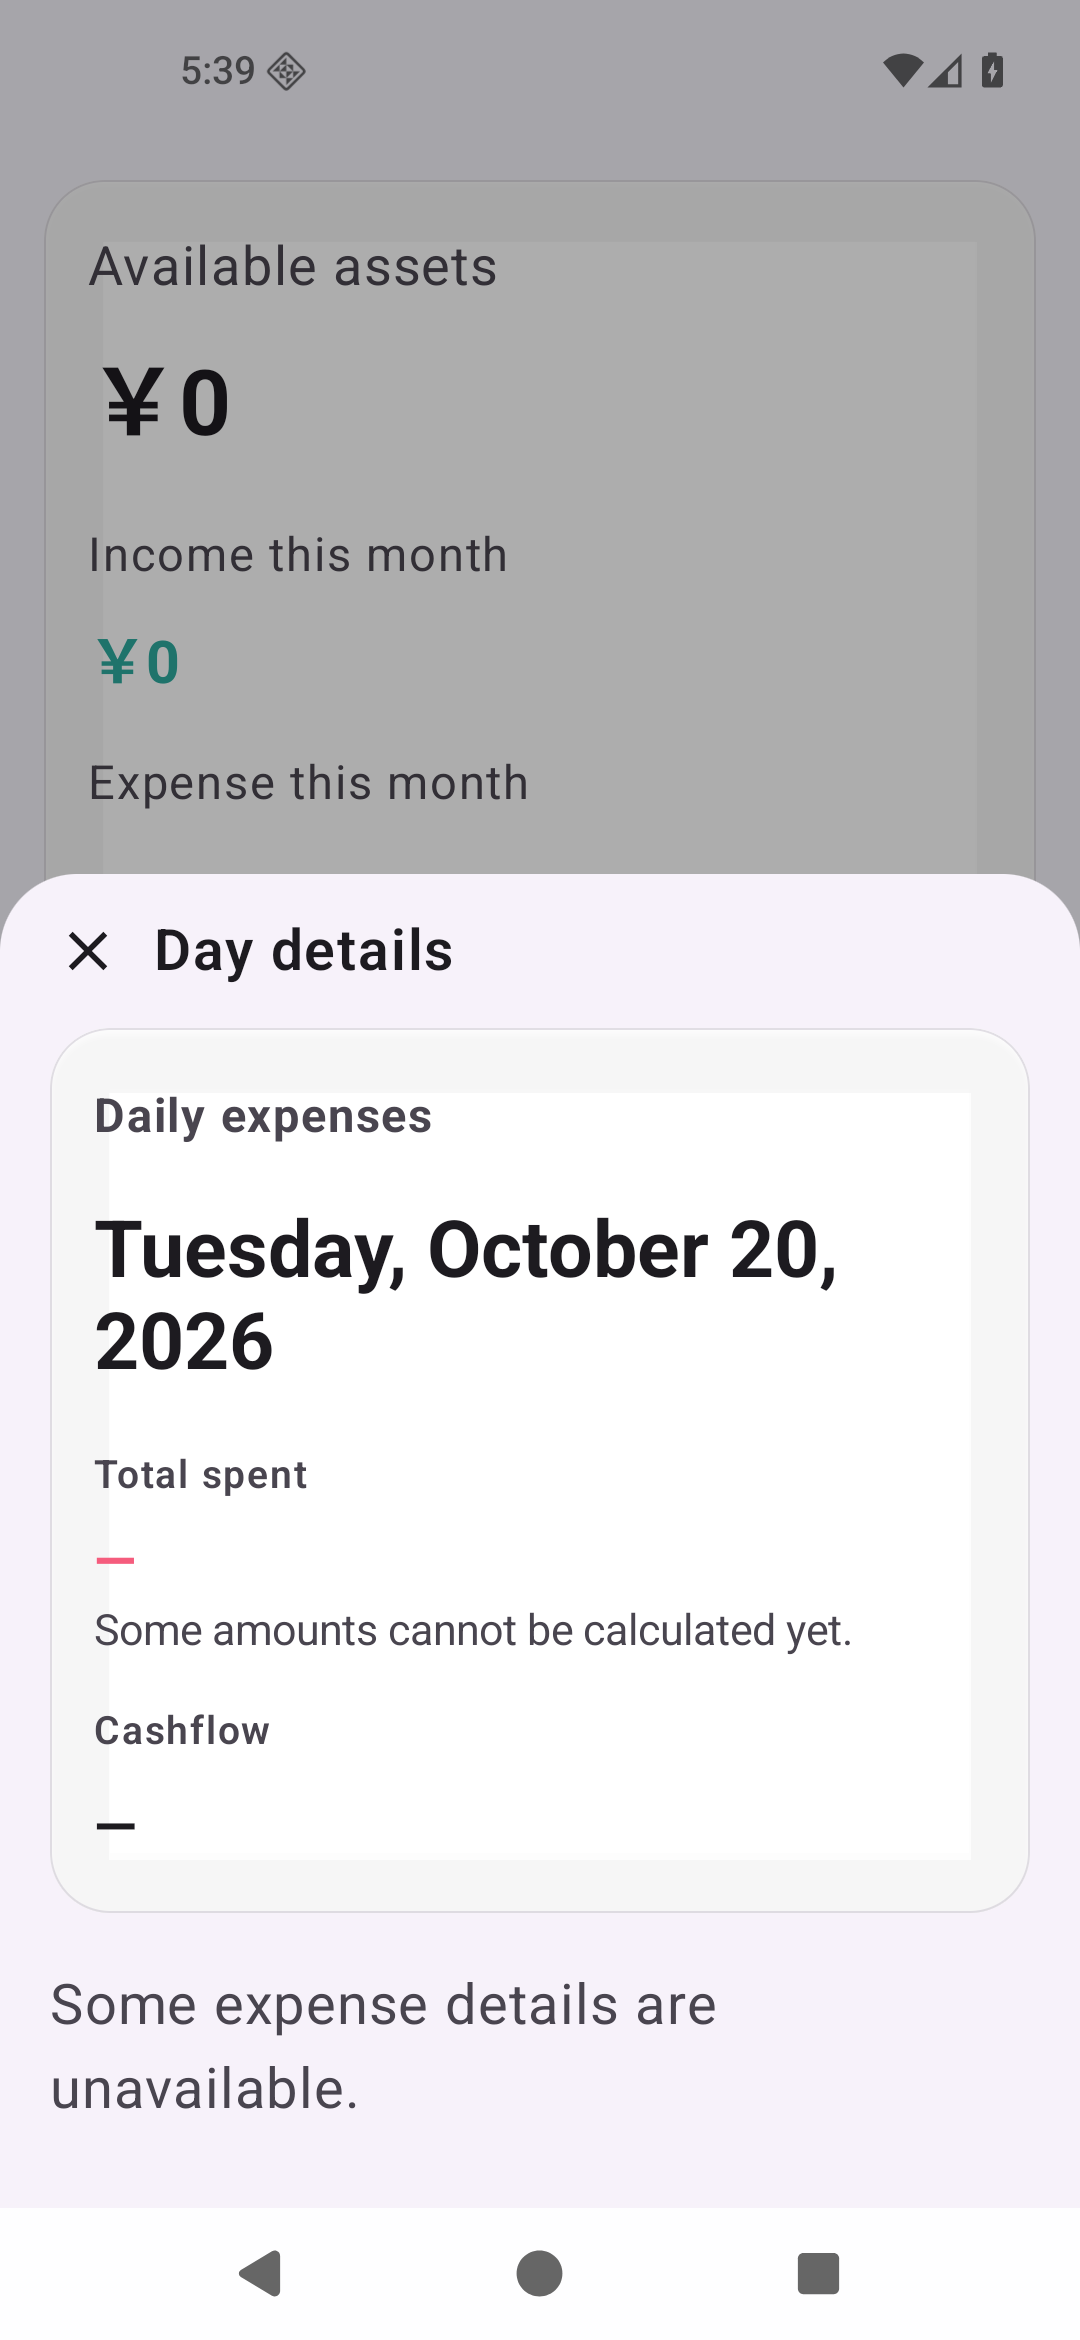 5:39
Available assets
¥0
Income this month
¥0
Expense this month
Day details
Daily expenses
Tuesday, October 20,
2026
Total spent
—
Some amounts cannot be calculated yet.
Cashflow
—
Some expense details are
unavailable.